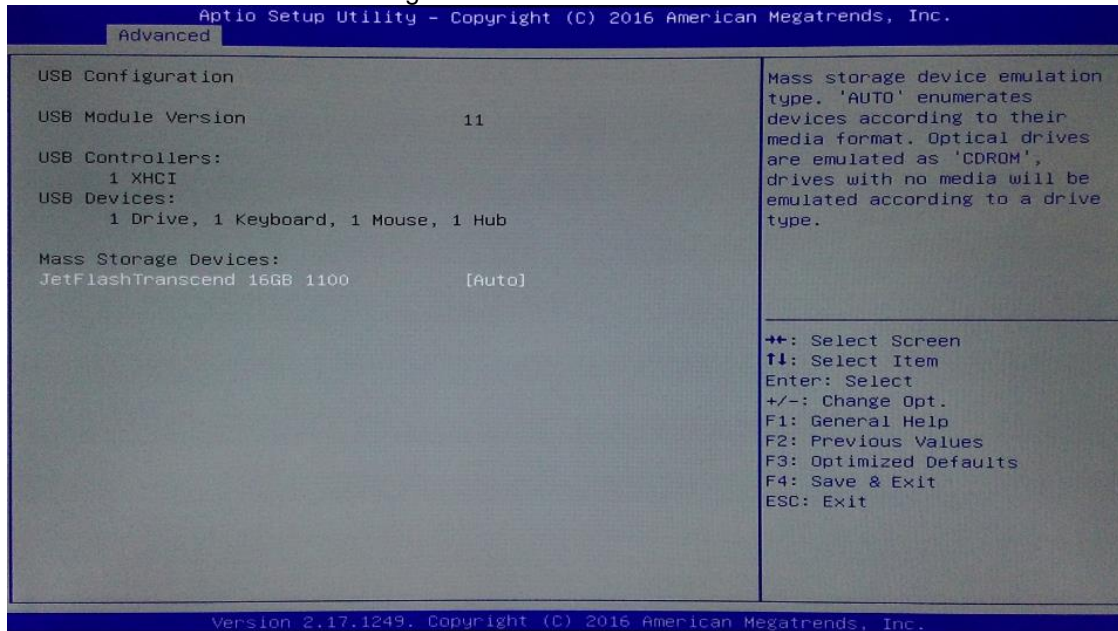 Aptio Setup Utility – Copyright (C) 2016 American Megatrends, Inc.
Advanced
USB Configuration
USB Module Version 11
USB Controllers:
1 XHCI
USB Devices:
1 Drive, 1 Keyboard, 1 Mouse, 1 Hub
Mass Storage Devices:
JetFlashTranscend 16GB 1100 [Auto]
Mass storage device emulation
type. 'AUTO' enumerates
devices according to their
media format. Optical drives
are emulated as 'CDROM',
drives with no media will be
emulated according to a drive
type.
→←: Select Screen
↑↓: Select Item
Enter: Select
+/-: Change Opt.
F1: General Help
F2: Previous Values
F3: Optimized Defaults
F4: Save & Exit
ESC: Exit
Version 2.17.1249. Copyright (C) 2016 American Megatrends, Inc.